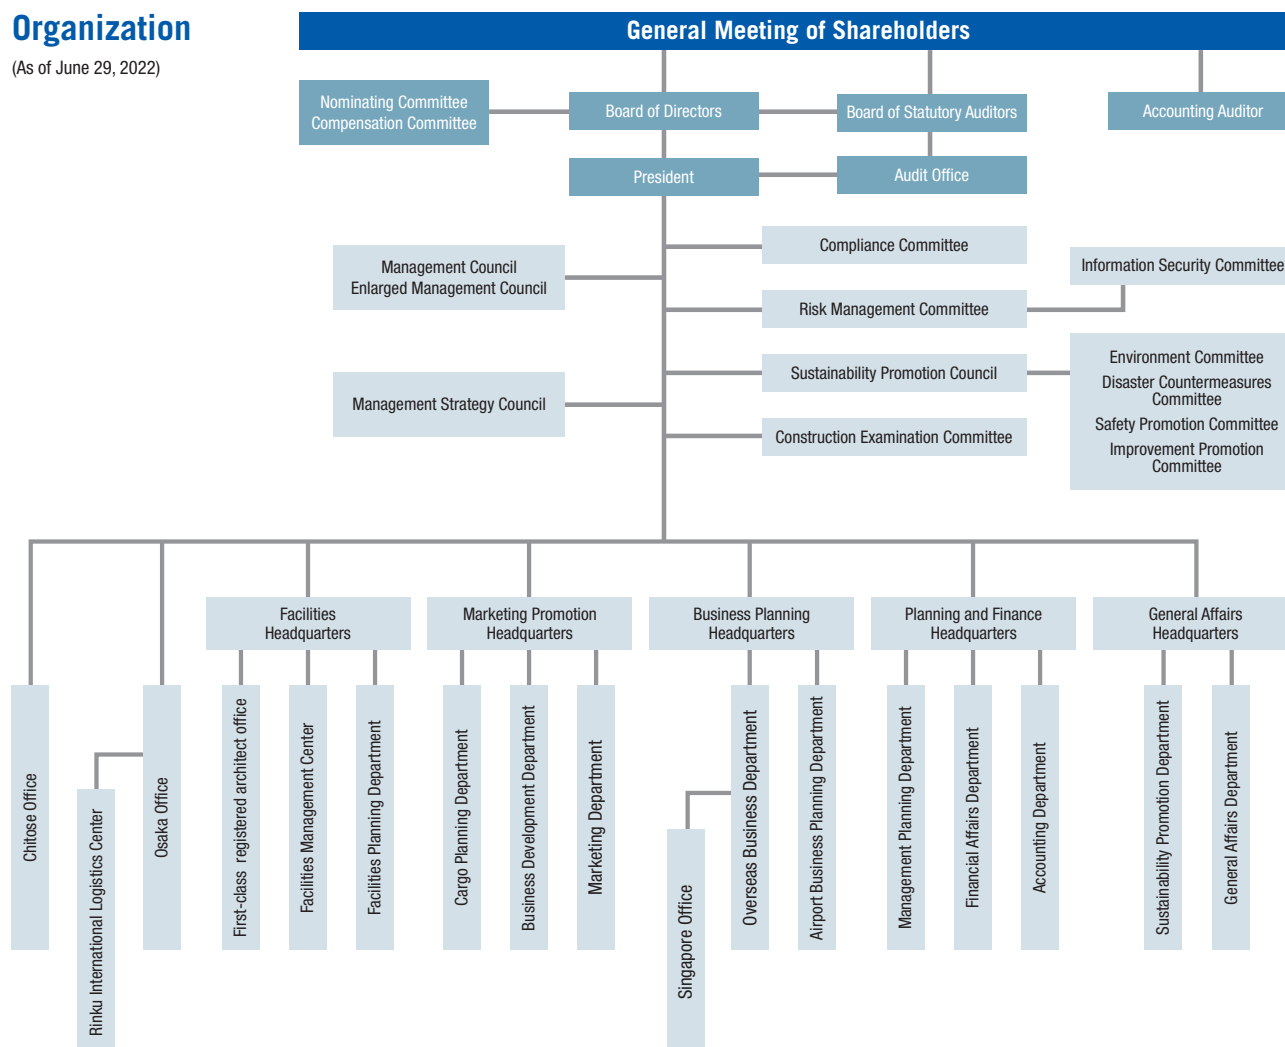 Organization
(As of June 29, 2022)
General Meeting of Shareholders
Nominating Committee
Compensation Committee
Board of Directors
Board of Statutory Auditors
Accounting Auditor
President
Audit Office
Management Council
Enlarged Management Council
Compliance Committee
Information Security Committee
Risk Management Committee
Management Strategy Council
Sustainability Promotion Council
Environment Committee
Disaster Countermeasures
Committee
Safety Promotion Committee
Improvement Promotion
Committee
Construction Examination Committee
Facilities
Headquarters
Marketing Promotion
Headquarters
Business Planning
Headquarters
Planning and Finance
Headquarters
General Affairs
Headquarters
Chitose Office
Rinku International Logistics Center
Osaka Office
First-class registered architect office
Facilities Management Center
Facilities Planning Department
Cargo Planning Department
Business Development Department
Marketing Department
Singapore Office
Overseas Business Department
Airport Business Planning Department
Management Planning Department
Financial Affairs Department
Accounting Department
Sustainability Promotion Department
General Affairs Department